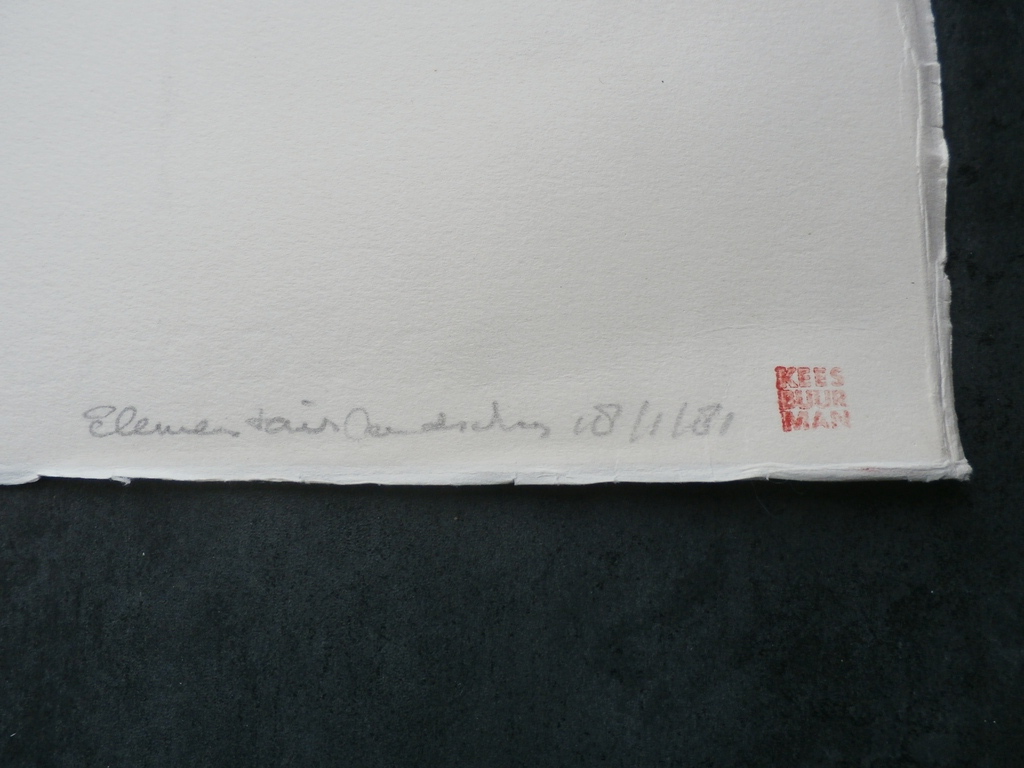 Elementair Landschap 18/1/81
KEES
BUUR
MAN